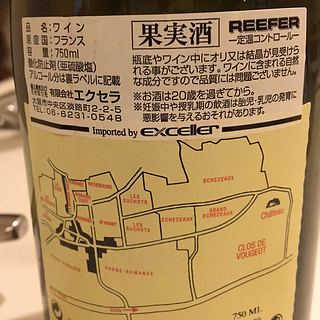 品名：ワイン
原産国：フランス
容量：750ml
酸化防止剤(亜硫酸塩)
アルコール分は裏ラベルに記載
有限会社エクセラ
大阪市中央区淡路町2-2-5
TEL:06-6231-0548
果実酒
REEFER
一定温コントロールー
瓶底やワイン中にオリ又は結晶が見受けら
れる事がございます。ワインに含まれる自然
な成分ですので品質には問題ございません。
※お酒は20歳を過ぎてから。
※妊娠中や授乳期の飲酒は胎児・乳児の発育に
悪影響を与えるおそれがあります。
Imported by exceller
RICHEBOURG
LES
SUCHOTS
ECHEZEAUX
LES
SUCHOTS
ECHEZEAUX
GRAND
ECHEZEAUX
Château
CLOS DE
VOUGEOT
VOSNE-ROMANÉE
VOSNE-ROMANÉE
750 ML